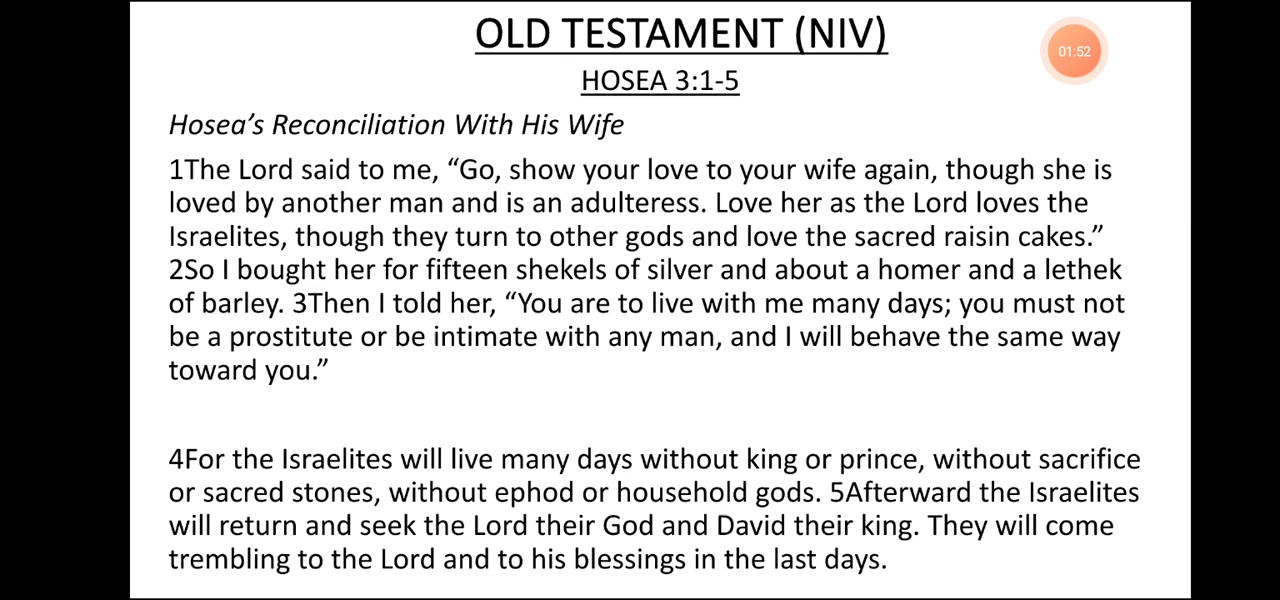 OLD TESTAMENT (NIV)
01:52
HOSEA 3:1-5
Hosea’s Reconciliation With His Wife
1The Lord said to me, “Go, show your love to your wife again, though she is
loved by another man and is an adulteress. Love her as the Lord loves the
Israelites, though they turn to other gods and love the sacred raisin cakes.”
2So I bought her for fifteen shekels of silver and about a homer and a lethek
of barley. 3Then I told her, “You are to live with me many days; you must not
be a prostitute or be intimate with any man, and I will behave the same way
toward you.”
4For the Israelites will live many days without king or prince, without sacrifice
or sacred stones, without ephod or household gods. 5Afterward the Israelites
will return and seek the Lord their God and David their king. They will come
trembling to the Lord and to his blessings in the last days.